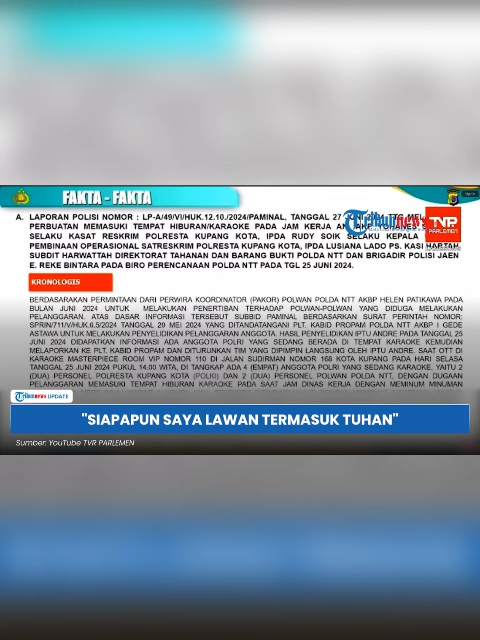 FAKTA - FAKTA
A. LAPORAN POLISI NOMOR : LP-A/49/VI/HUK.12.10./2024/PAMINAL, TANGGAL 27 JUNI 2024 TTG
PERBUATAN MEMASUKI TEMPAT HIBURAN/KARAOKE PADA JAM KERJA
SELAKU KASAT RESKRIM POLRESTA KUPANG KOTA, IPDA RUDY SOIK SELAKU KEPALA
PEMBINAAN OPERASIONAL SATRESKRIM POLRESTA KUPANG KOTA, IPDA LUSIANA LADO PS. KASI HARTAH
SUBDIT HARWATTAH DIREKTORAT TAHANAN DAN BARANG BUKTI POLDA NTT DAN BRIGADIR POLISI JAEN
E. REKE BINTARA PADA BIRO PERENCANAAN POLDA NTT PADA TGL 25 JUNI 2024.
Tribunnews
TVP
PARLEMEN
KRONOLOGIS
BERDASARAKAN PERMINTAAN DARI PERWIRA KOORDINATOR (PAKOR) POLWAN POLDA NTT AKBP HELEN PATIKAWA PADA
BULAN JUNI 2024 UNTUK MELAKUKAN PENERTIBAN TERHADAP POLWAN-POLWAN YANG DIDUGA MELAKUKAN
PELANGGARAN. ATAS DASAR INFORMASI TERSEBUT SUBBID PAMINAL BERDASARKAN SURAT PERINTAH NOMOR:
SPRIN/711/V/HUK.6.5/2024 TANGGAL 29 MEI 2024 YANG DITANDATANGANI PLT. KABID PROPAM POLDA NTT AKBP I GEDE
ASTAWA UNTUK MELAKUKAN PENYELIDIKAN PELANGGARAN ANGGOTA. HASIL PENYELIDIKAN IPTU ANDRE PADA TANGGAL 25
JUNI 2024 DIDAPATKAN INFORMASI ADA ANGGOTA POLRI YANG SEDANG BERADA DI TEMPAT KARAOKE KEMUDIAN
MELAPORKAN KE PLT. KABID PROPAM DAN DITURUNKAN TIM YANG DIPIMPIN LANGSUNG OLEH IPTU ANDRE. SAAT OTT DI
KARAOKE MASTERPIECE ROOM VIP NOMOR 110 DI JALAN SUDIRMAN NOMOR 168 KOTA KUPANG PADA HARI SELASA
TANGGAL 25 JUNI 2024 PUKUL 14.00 WITA, DI TANGKAP ADA 4 (EMPAT) ANGGOTA POLRI YANG SEDANG KARAOKE, YAITU 2
(DUA) PERSONEL POLRESTA KUPANG KOTA (POLKI) DAN 2 (DUA) PERSONEL POLWAN POLDA NTT, DENGAN DUGAAN
PELANGGARAN MEMASUKI TEMPAT HIBURAN KARAOKE PADA SAAT JAM DINAS KERJA DENGAN MEMINUM MINUMAN
Tribunnews UPDATE
"SIAPAPUN SAYA LAWAN TERMASUK TUHAN"
Sumber: YouTube TVR PARLEMEN